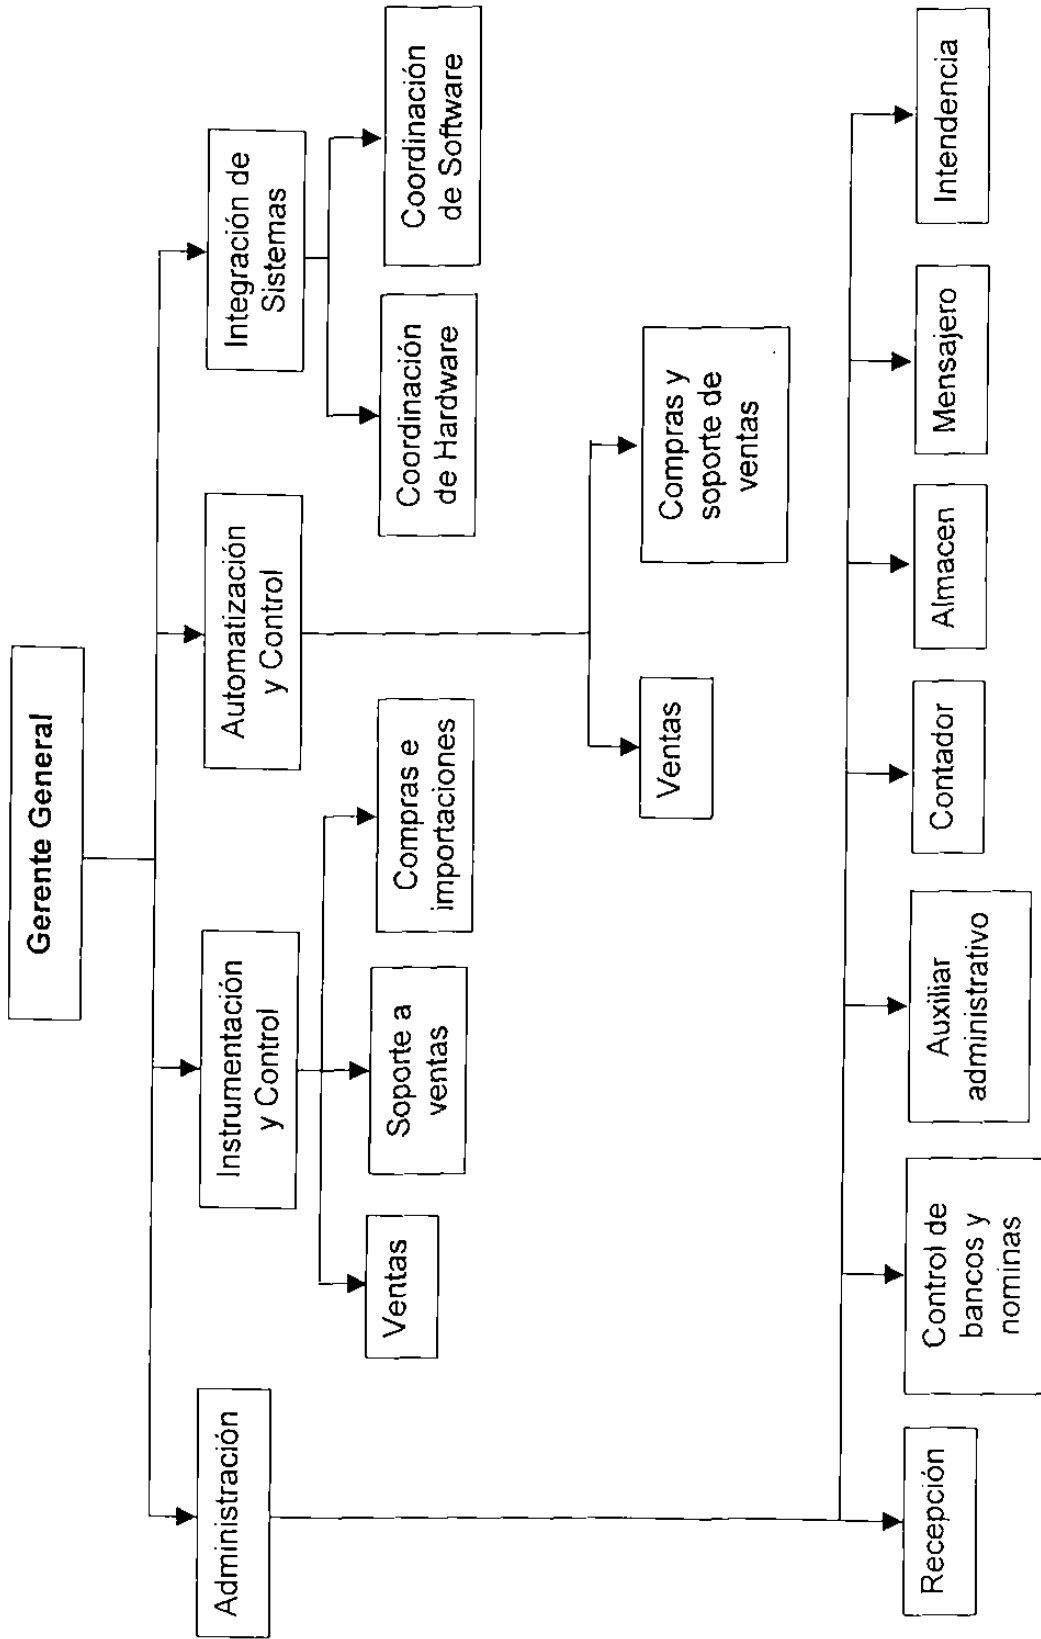 Gerente General
Administración
Instrumentación
y Control
Automatización
y Control
Integración de
Sistemas
Ventas
Soporte a
ventas
Compras e
importaciones
Coordinación
de Hardware
Coordinación
de Software
Ventas
Compras y
soporte de
ventas
Recepción
Control de
bancos y
nominas
Auxiliar
administrativo
Contador
Almacen
Mensajero
Intendencia